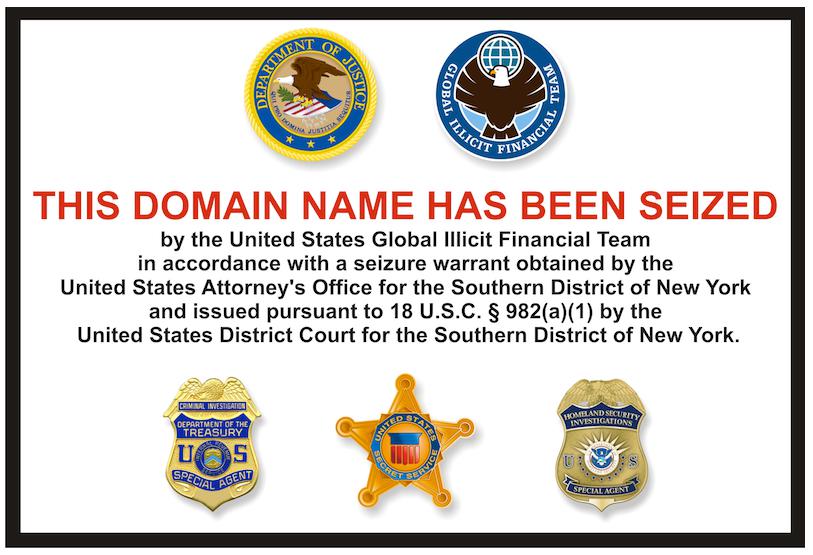 DEPARTMENT OF JUSTICE
QUI PRO DOMINA JUSTITIA SEQUITUR
GLOBAL ILLICIT FINANCIAL TEAM
THIS DOMAIN NAME HAS BEEN SEIZED
by the United States Global Illicit Financial Team
in accordance with a seizure warrant obtained by the
United States Attorney's Office for the Southern District of New York
and issued pursuant to 18 U.S.C. § 982(a)(1) by the
United States District Court for the Southern District of New York.
CRIMINAL INVESTIGATION
DEPARTMENT OF THE
TREASURY
U S
SPECIAL AGENT
UNITED STATES
SECRET SERVICE
HOMELAND SECURITY
INVESTIGATIONS
U S
SPECIAL AGENT